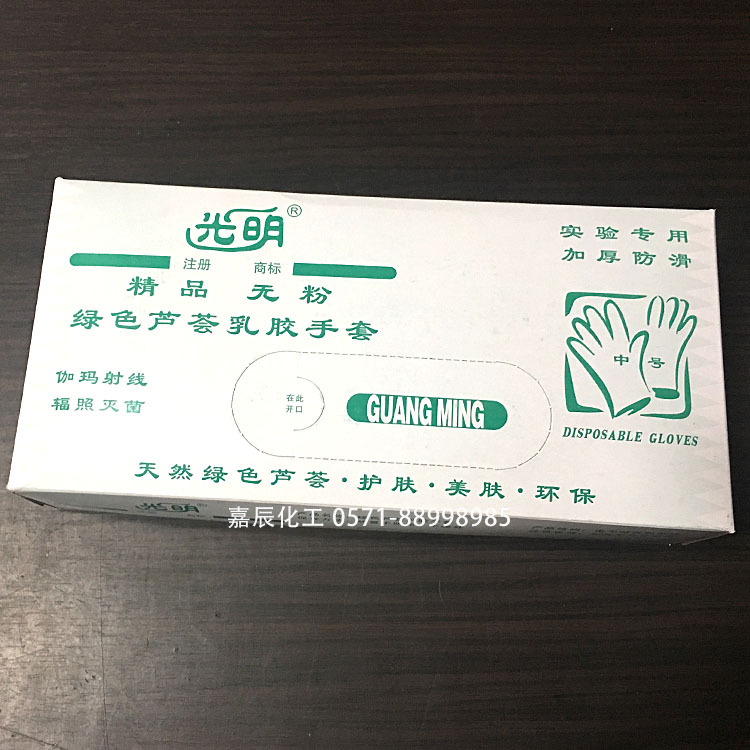 光明®
注册 商标
精品 无粉
绿色芦荟乳胶手套
实验专用
加厚防滑
伽玛射线
辐照灭菌
在此
开口
GUANG MING
中号
DISPOSABLE GLOVES
天然绿色芦荟·护肤·美肤·环保
光明
嘉辰化工 0571-88998985